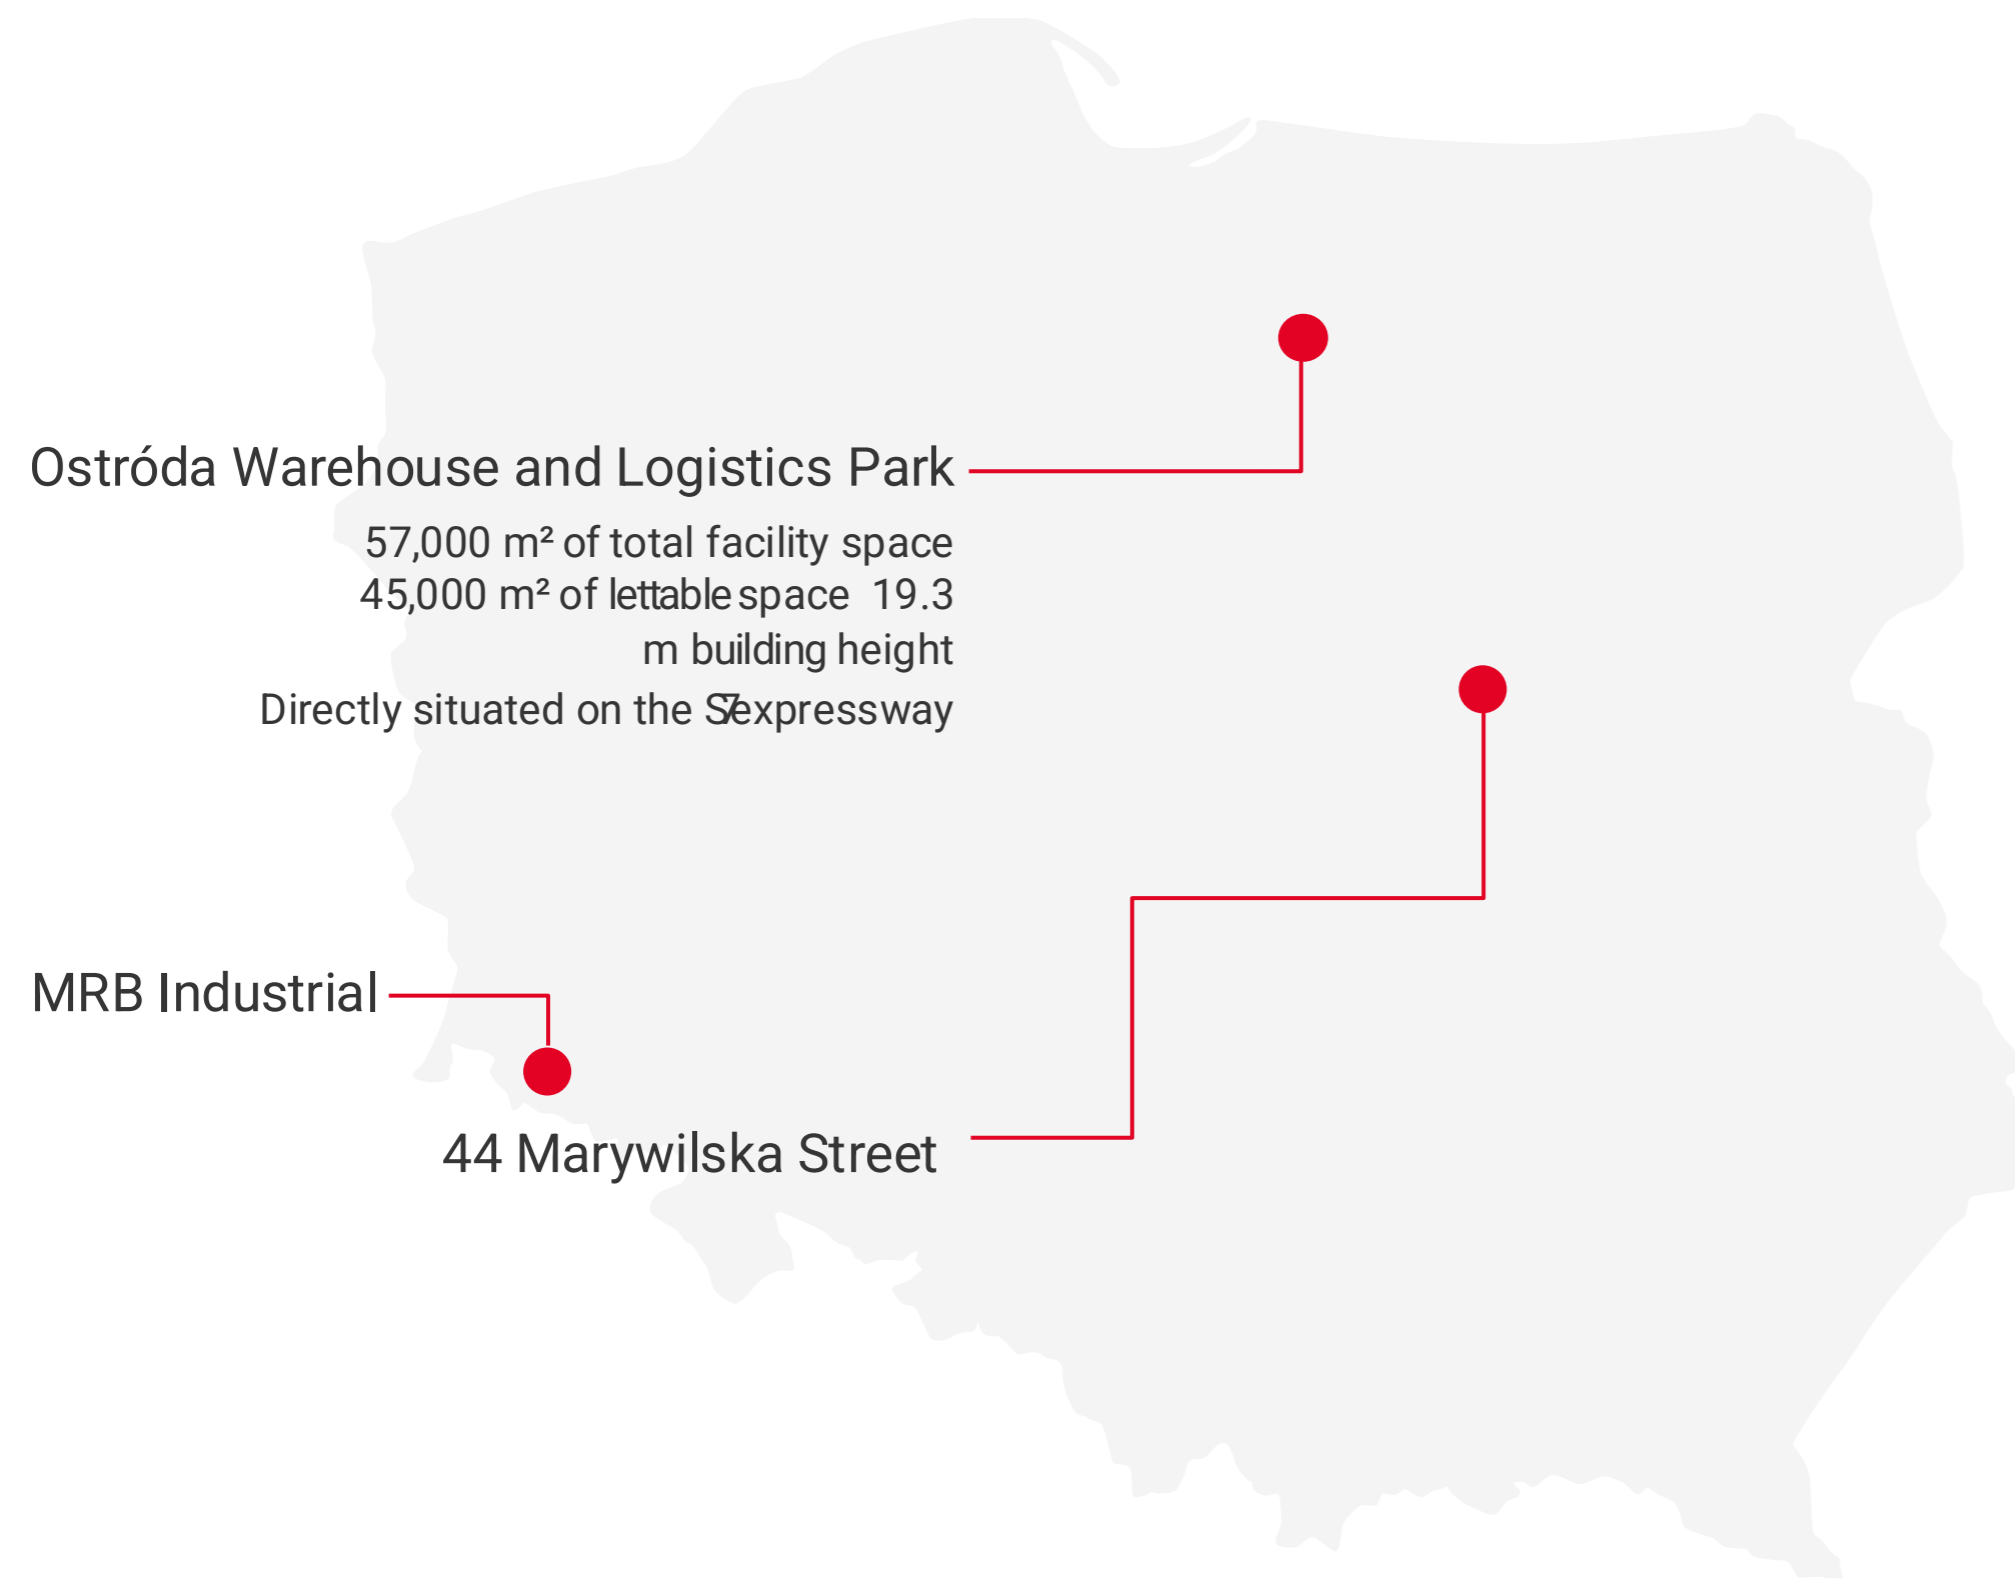 Ostróda Warehouse and Logistics Park
57,000 m² of total facility space
45,000 m² of lettable space 19.3
m building height
Directly situated on the S7 expressway
MRB Industrial
44 Marywilska Street